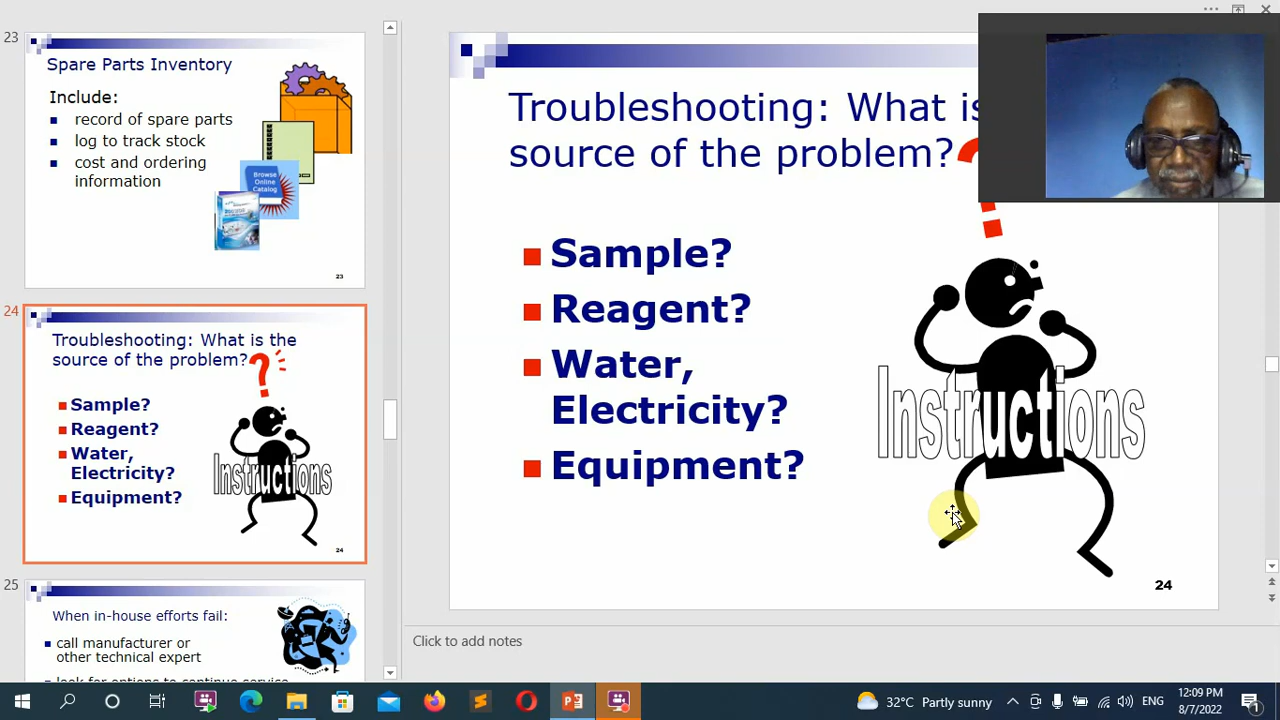 23
Spare Parts Inventory
Include:
record of spare parts
log to track stock
cost and ordering
information
Browse
Online
Catalog
23
24
Troubleshooting: What is the
source of the problem?
?
Sample?
Reagent?
Water,
Electricity?
Equipment?
Instructions
24
25
When in-house efforts fail:
call manufacturer or
other technical expert
Troubleshooting: What is
source of the problem?
Sample?
Reagent?
Water,
Electricity?
Equipment?
Instructions
24
Click to add notes
32°C Partly sunny
ENG
12:09 PM
8/7/2022